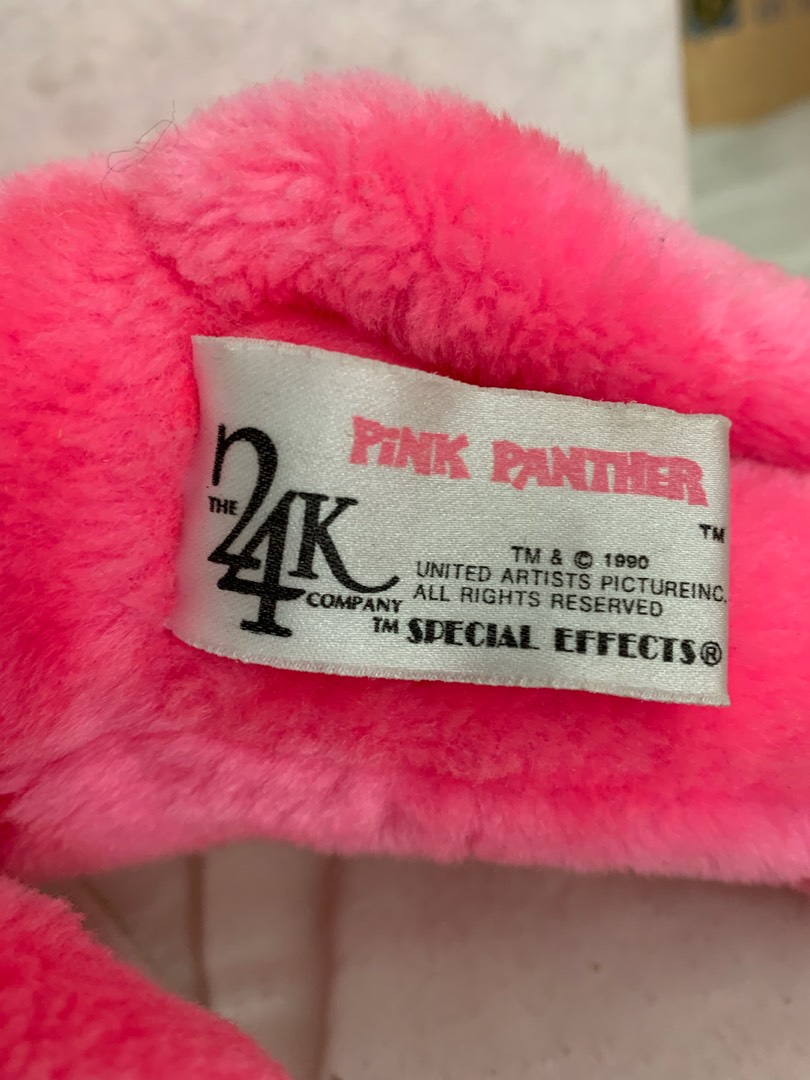 PiNK PANTHER
™
THE 24K
COMPANY
™
TM & © 1990
UNITED ARTISTS PICTUREINC.
ALL RIGHTS RESERVED
SPECIAL EFFECTS®